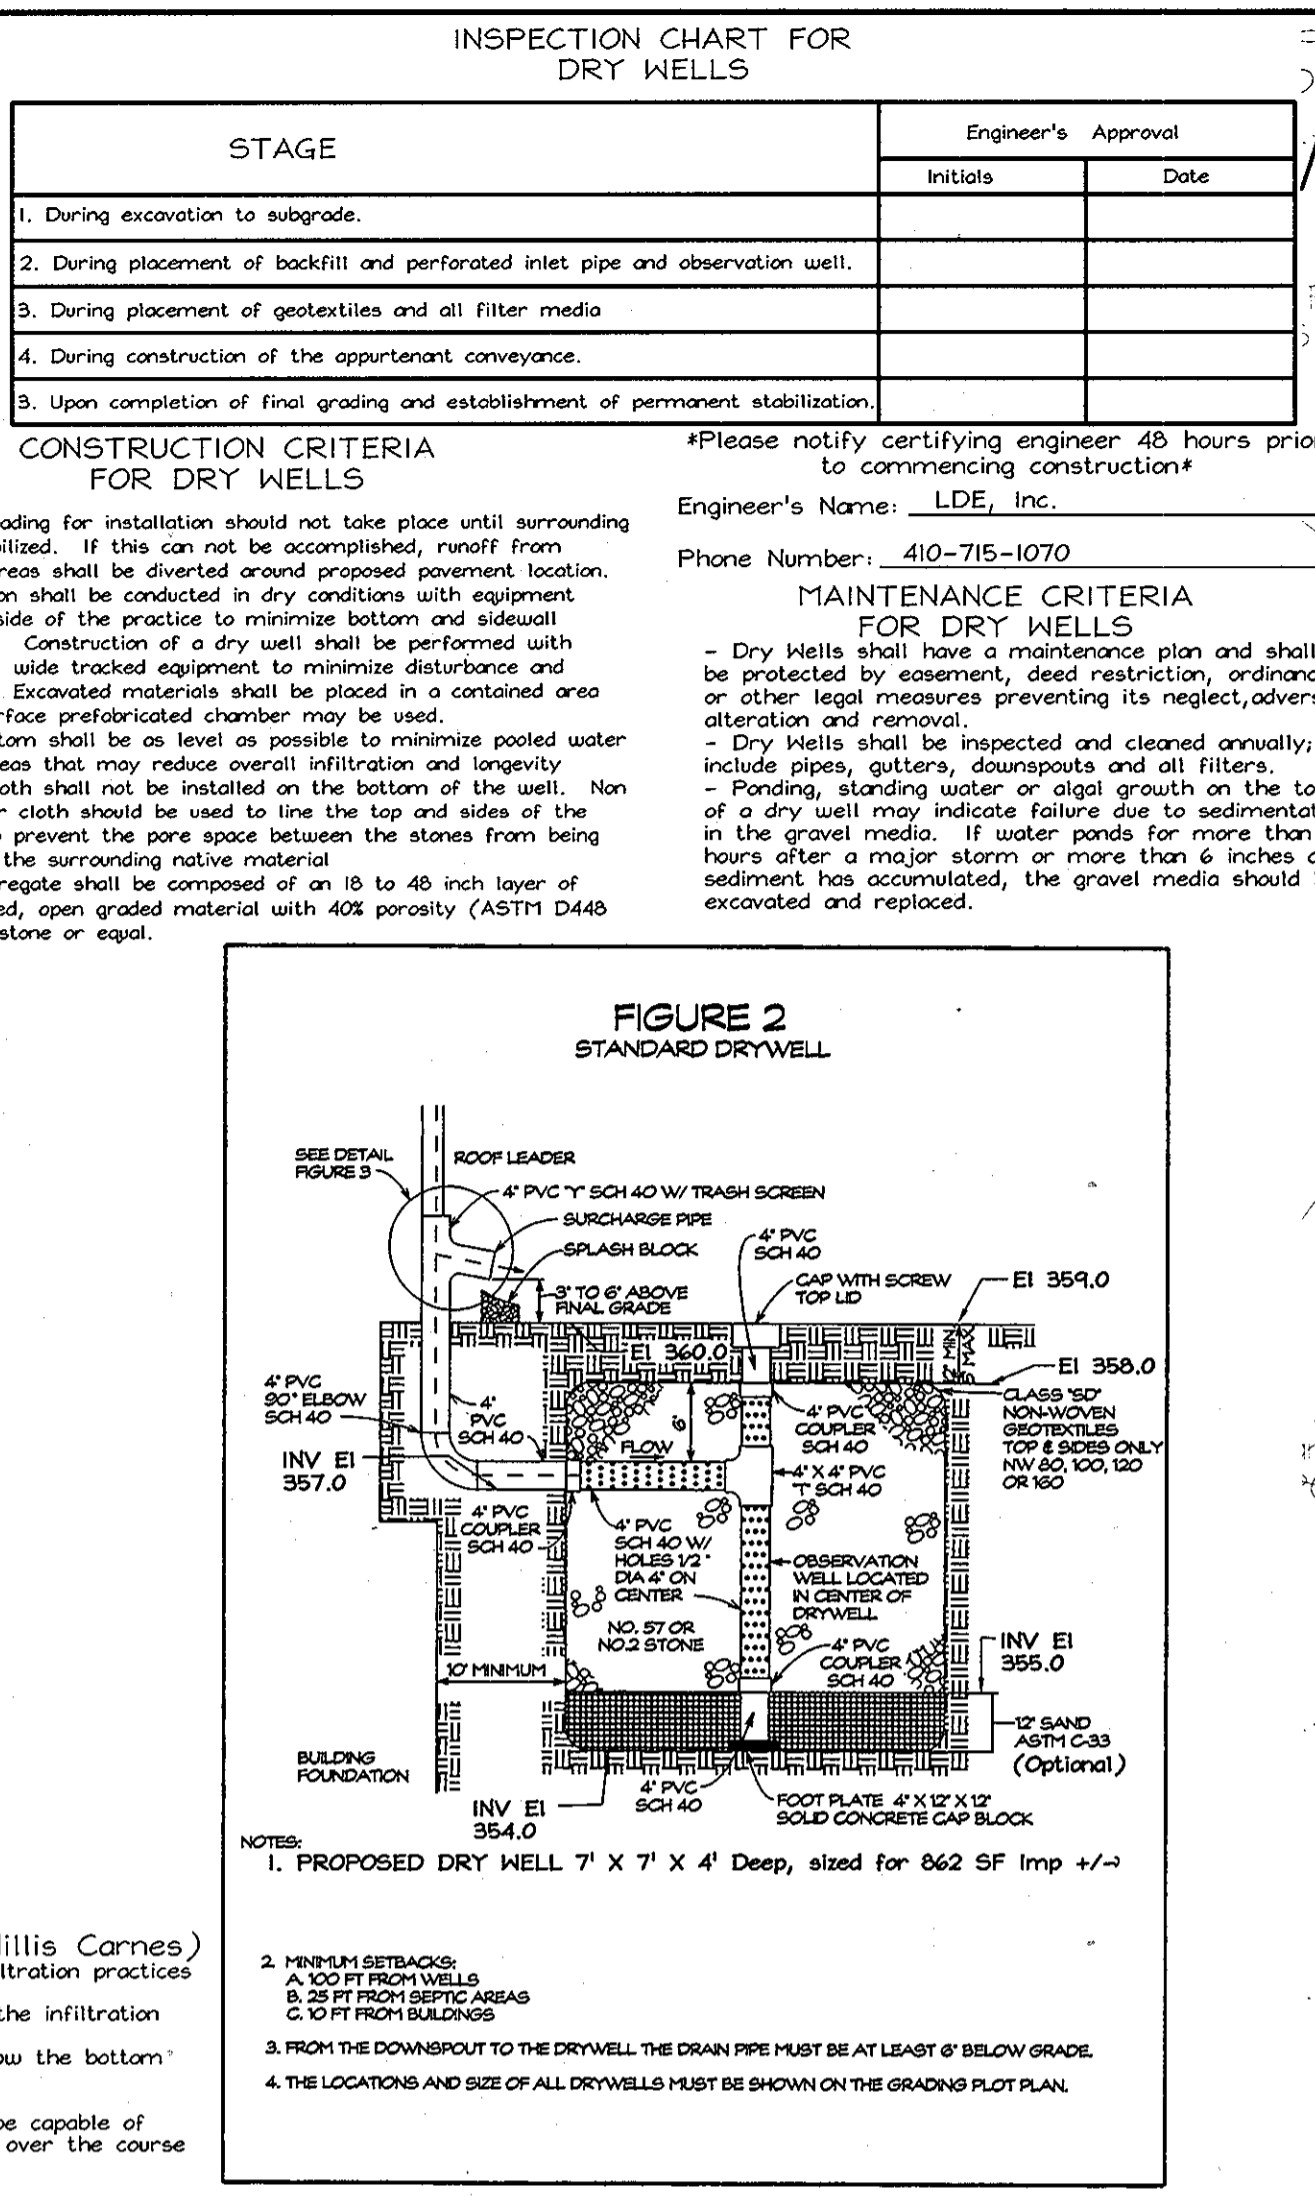 INSPECTION CHART FOR
DRY WELLS
STAGE
Engineer's Approval
Initials
Date
1. During excavation to subgrade.
2. During placement of backfill and perforated inlet pipe and observation well.
3. During placement of geotextiles and all filter media
4. During construction of the appurtenant conveyance.
3. Upon completion of final grading and establishment of permanent stabilization.
CONSTRUCTION CRITERIA
FOR DRY WELLS
ading for installation should not take place until surrounding
ilized. If this can not be accomplished, runoff from
reas shall be diverted around proposed pavement location.
on shall be conducted in dry conditions with equipment
side of the practice to minimize bottom and sidewall
Construction of a dry well shall be performed with
wide tracked equipment to minimize disturbance and
Excavated materials shall be placed in a contained area
rface prefabricated chamber may be used.
tom shall be as level as possible to minimize pooled water
eas that may reduce overall infiltration and longevity
oth shall not be installed on the bottom of the well. Non
r cloth should be used to line the top and sides of the
prevent the pore space between the stones from being
the surrounding native material
regate shall be composed of an 18 to 48 inch layer of
ed, open graded material with 40% porosity (ASTM D448
stone or equal.
*Please notify certifying engineer 48 hours prior
to commencing construction*
Engineer's Name: LDE, Inc.
Phone Number: 410-715-1070
MAINTENANCE CRITERIA
FOR DRY WELLS
- Dry Wells shall have a maintenance plan and shall
be protected by easement, deed restriction, ordinanc
or other legal measures preventing its neglect,advers
alteration and removal.
- Dry Wells shall be inspected and cleaned annually;
include pipes, gutters, downspouts and all filters.
- Ponding, standing water or algal growth on the to
of a dry well may indicate failure due to sedimentat
in the gravel media. If water ponds for more than
hours after a major storm or more than 6 inches o
sediment has accumulated, the gravel media should
excavated and replaced.
FIGURE 2
STANDARD DRYWELL
SEE DETAIL
FIGURE 3
ROOF LEADER
4" PVC 'Y' SCH 40 W/ TRASH SCREEN
SURCHARGE PIPE
SPLASH BLOCK
3" TO 6" ABOVE
FINAL GRADE
4" PVC
SCH 40
CAP WITH SCREW
TOP LID
El 359.0
El 360.0
2' MIN
5' MAX
El 358.0
4" PVC
90° ELBOW
SCH 40
4"
PVC
SCH 40
6"
FLOW
4" PVC
COUPLER
SCH 40
CLASS "SD"
NON-WOVEN
GEOTEXTILES
TOP & SIDES ONLY
NW 80, 100, 120
OR 160
INV El
357.0
4" X 4" PVC
'T' SCH 40
4" PVC
COUPLER
SCH 40
4" PVC
SCH 40 W/
HOLES 1/2"
DIA 4" ON
CENTER
OBSERVATION
WELL LOCATED
IN CENTER OF
DRYWELL
NO. 57 OR
NO.2 STONE
4" PVC
COUPLER
SCH 40
INV El
355.0
10' MINIMUM
12" SAND
ASTM C-33
(Optional)
BUILDING
FOUNDATION
INV El
354.0
4" PVC
SCH 40
FOOT PLATE 4" X 12" X 12"
SOLID CONCRETE CAP BLOCK
NOTES:
1. PROPOSED DRY WELL 7' X 7' X 4' Deep, sized for 862 SF Imp +/-
2. MINIMUM SETBACKS:
A. 100 FT FROM WELLS
B. 25 FT FROM SEPTIC AREAS
C. 10 FT FROM BUILDINGS
3. FROM THE DOWNSPOUT TO THE DRYWELL THE DRAIN PIPE MUST BE AT LEAST 6" BELOW GRADE.
4. THE LOCATIONS AND SIZE OF ALL DRYWELLS MUST BE SHOWN ON THE GRADING PLOT PLAN.
illis Carnes)
ltration practices
the infiltration
ow the bottom
be capable of
over the course